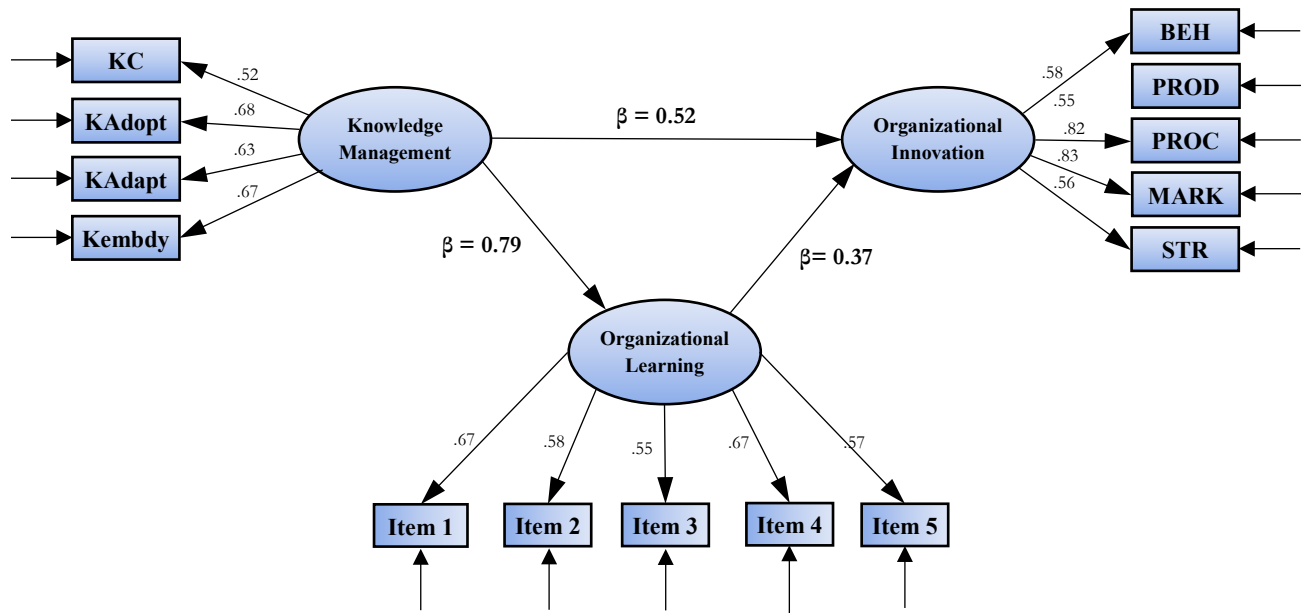 KC
KAdopt
KAdapt
Kembdy
.52
.68
.63
.67
Knowledge
Management
β = 0.52
β = 0.79
β= 0.37
Organizational
Innovation
.58
.55
.82
.83
.56
BEH
PROD
PROC
MARK
STR
Organizational
Learning
.67
.58
.55
.67
.57
Item 1
Item 2
Item 3
Item 4
Item 5